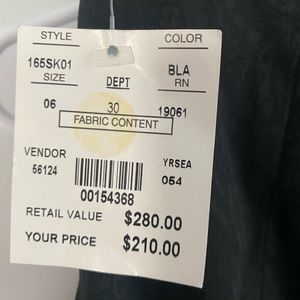 STYLE COLOR
165SK01 BLA
SIZE DEPT RN
06 30 19061
FABRIC CONTENT
VENDOR YRSEA
56124 054
00154368
RETAIL VALUE $280.00
YOUR PRICE $210.00